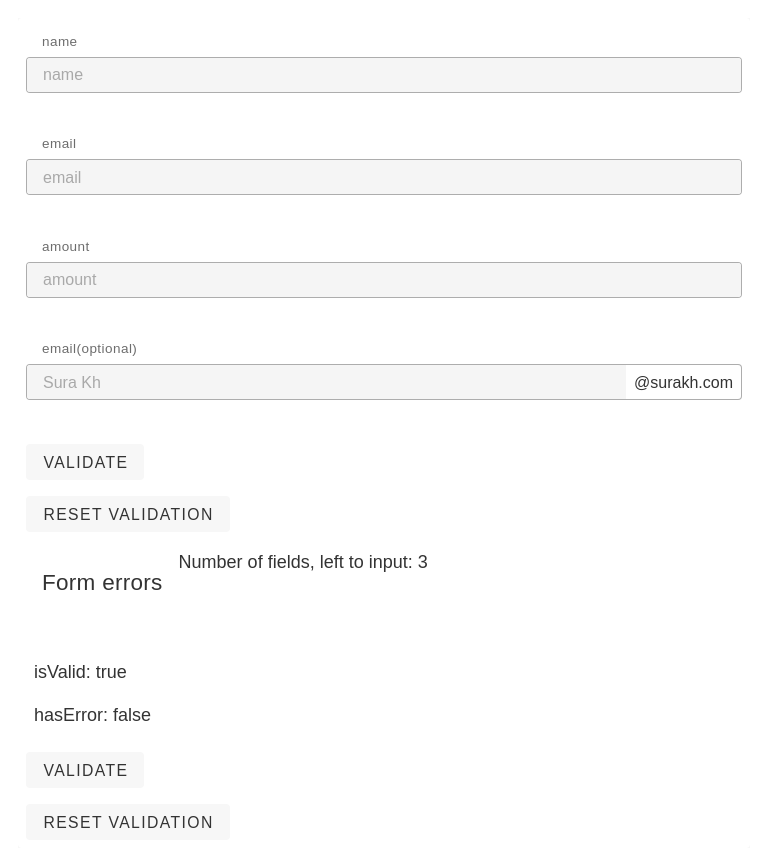 name
name
email
email
amount
amount
email(optional)
Sura Kh @surakh.com
VALIDATE
RESET VALIDATION
Number of fields, left to input: 3
Form errors
isValid: true
hasError: false
VALIDATE
RESET VALIDATION